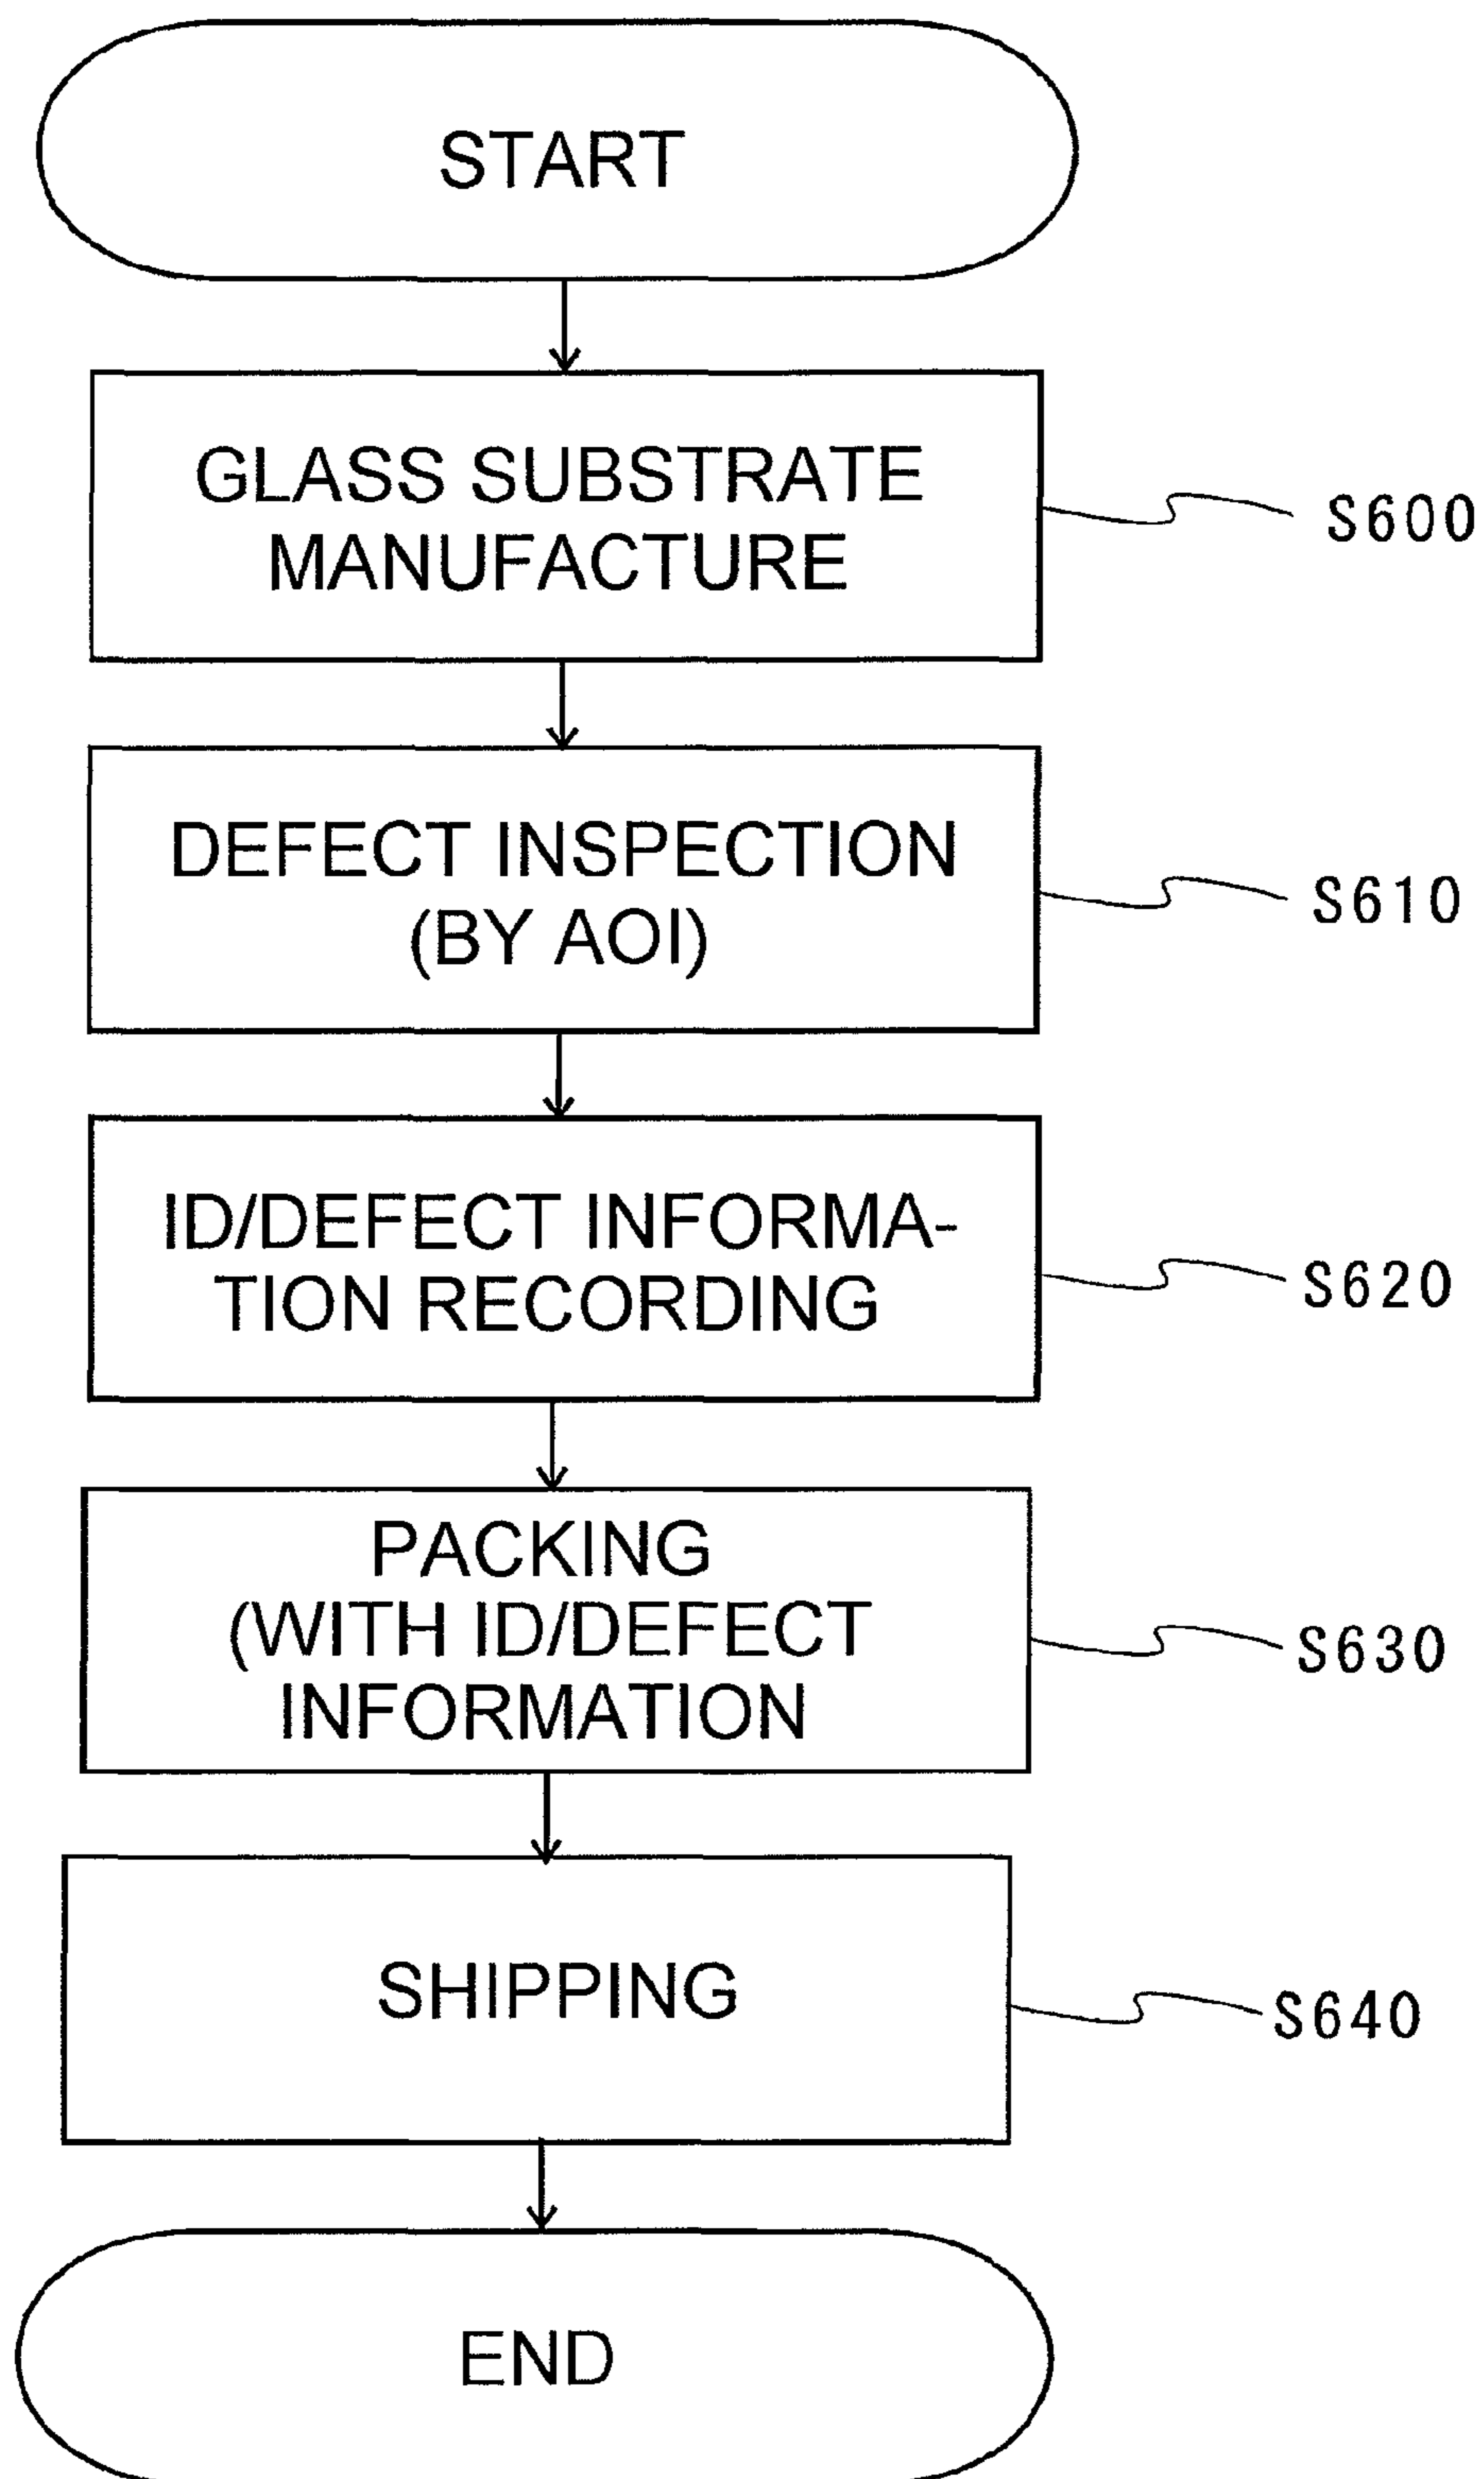 START
GLASS SUBSTRATE
MANUFACTURE
S600
DEFECT INSPECTION
(BY AOI)
S610
ID/DEFECT INFORMA-
TION RECORDING
S620
PACKING
(WITH ID/DEFECT
INFORMATION
S630
SHIPPING
S640
END